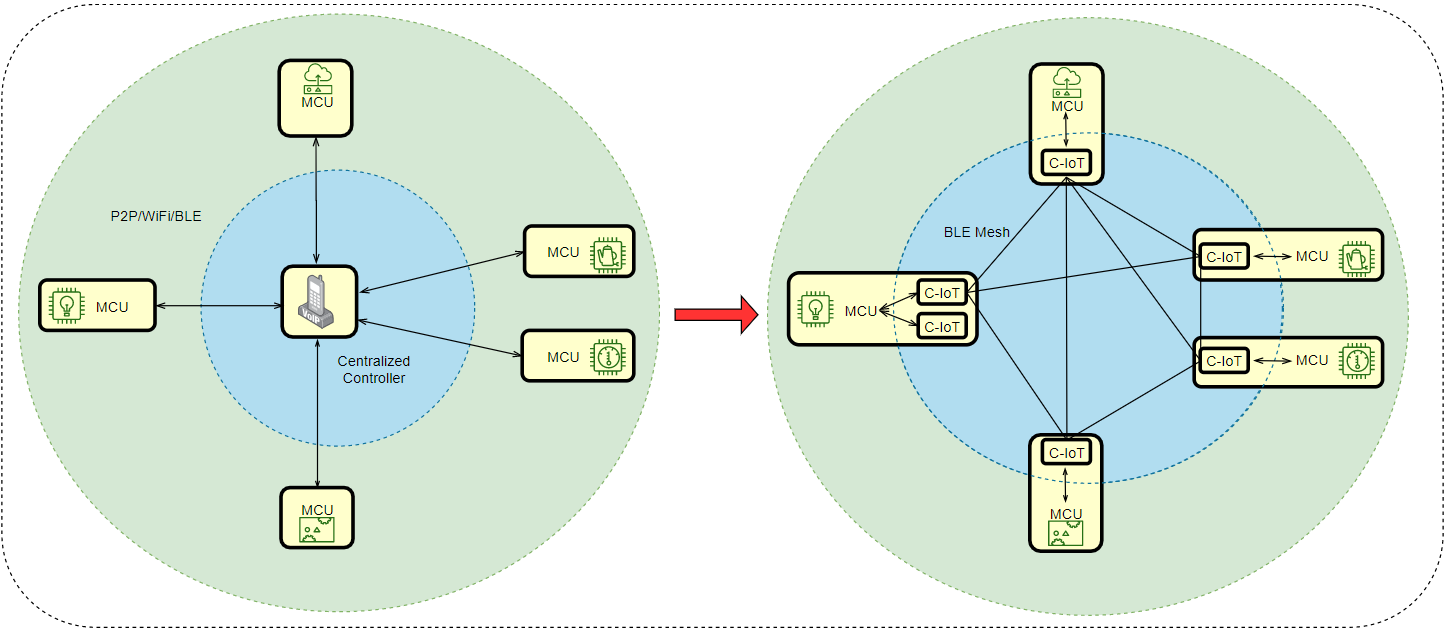 MCU
P2P/WiFi/BLE
MCU
MCU
VoIP
Centralized
Controller
MCU
MCU
MCU
C-IoT
BLE Mesh
C-IoT
MCU
MCU
C-IoT
C-IoT
C-IoT
MCU
C-IoT
MCU